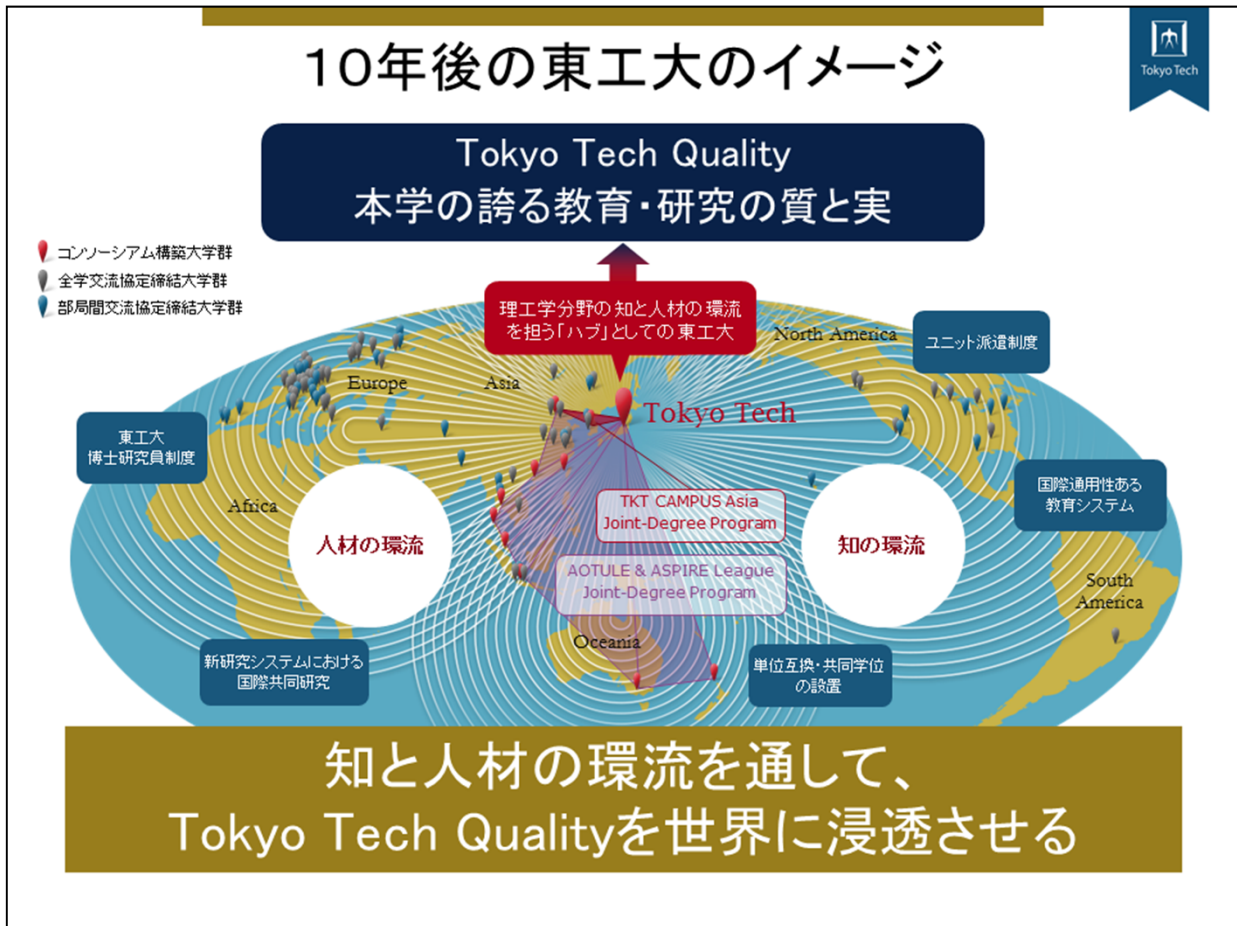 10年後の東工大のイメージ
Tokyo Tech
Tokyo Tech Quality
本学の誇る教育・研究の質と実
コンソーシアム構築大学群
全学交流協定締結大学群
部局間交流協定締結大学群
理工学分野の知と人材の環流
を担う「ハブ」としての東工大
North America
ユニット派遣制度
Europe
Asia
Tokyo Tech
東工大
博士研究員制度
Africa
国際通用性ある
教育システム
TKT CAMPUS Asia
Joint-Degree Program
人材の環流
知の環流
AOTULE & ASPIRE League
Joint-Degree Program
South
America
Oceania
新研究システムにおける
国際共同研究
単位互換・共同学位
の設置
知と人材の環流を通して、
Tokyo Tech Qualityを世界に浸透させる